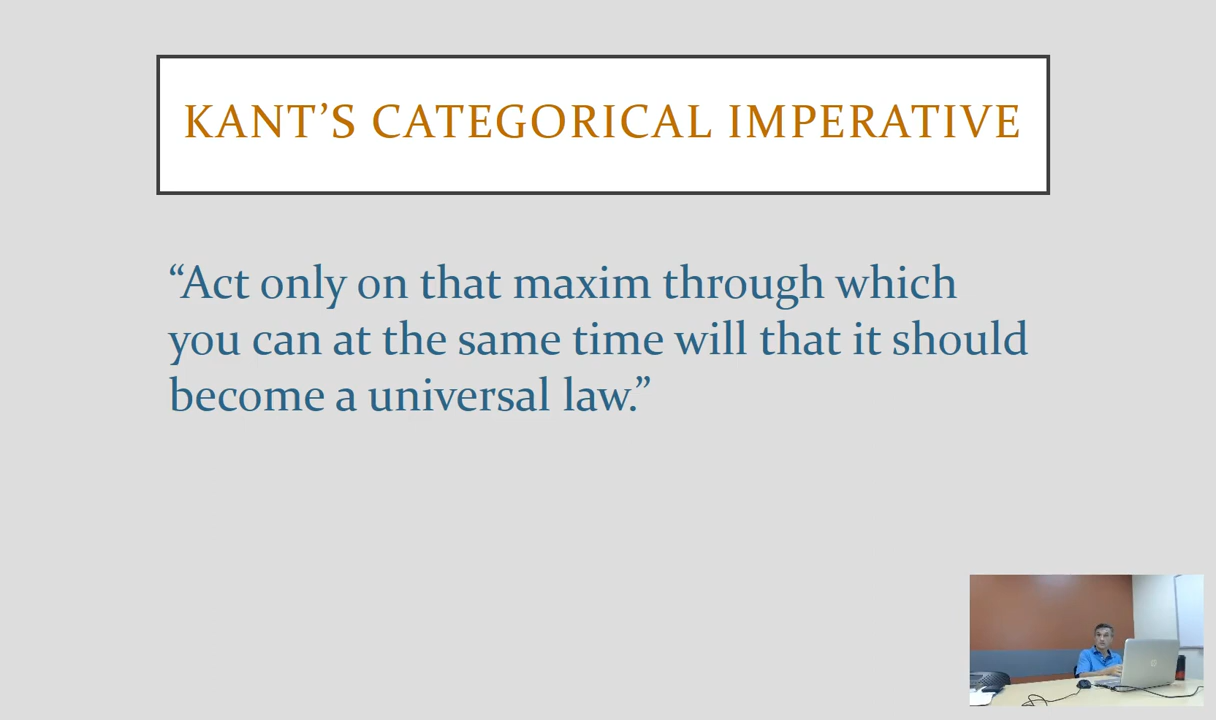 KANT’S CATEGORICAL IMPERATIVE
“Act only on that maxim through which
you can at the same time will that it should
become a universal law.”